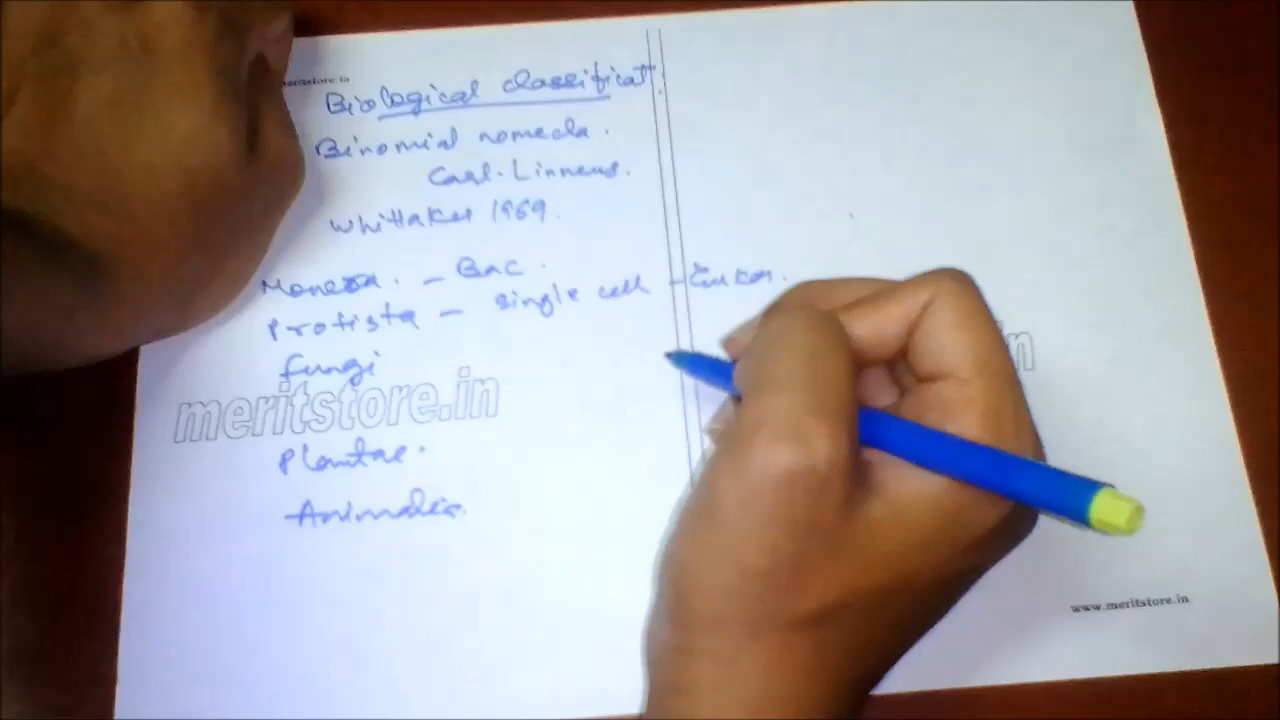 meritstore.in
Biological classificat.
Binomial nomecla.
Carl. Linneus.
Whittaker 1969.
Monera. - Bac.
Protista - single cell - Eukar.
fungi
meritstore.in
in
Plantae.
Animalia.
www.meritstore.in